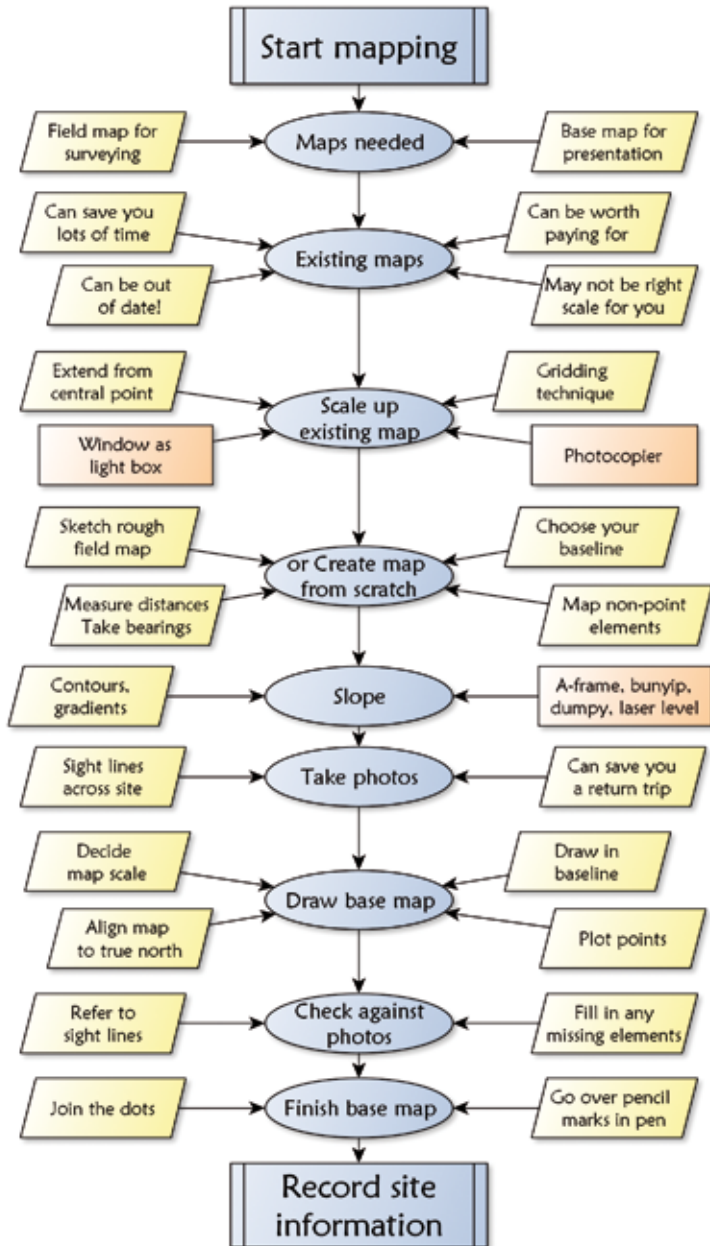 Start mapping
Field map for
surveying
Maps needed
Base map for
presentation
Can save you
lots of time
Can be worth
paying for
Existing maps
Can be out
of date!
May not be right
scale for you
Extend from
central point
Gridding
technique
Scale up
existing map
Window as
light box
Photocopier
Sketch rough
field map
Choose your
baseline
or Create map
from scratch
Measure distances
Take bearings
Map non-point
elements
Contours,
gradients
Slope
A-frame, bunyip,
dumpy, laser level
Sight lines
across site
Take photos
Can save you
a return trip
Decide
map scale
Draw in
baseline
Draw base map
Align map
to true north
Plot points
Refer to
sight lines
Check against
photos
Fill in any
missing elements
Join the dots
Finish base map
Go over pencil
marks in pen
Record site
information